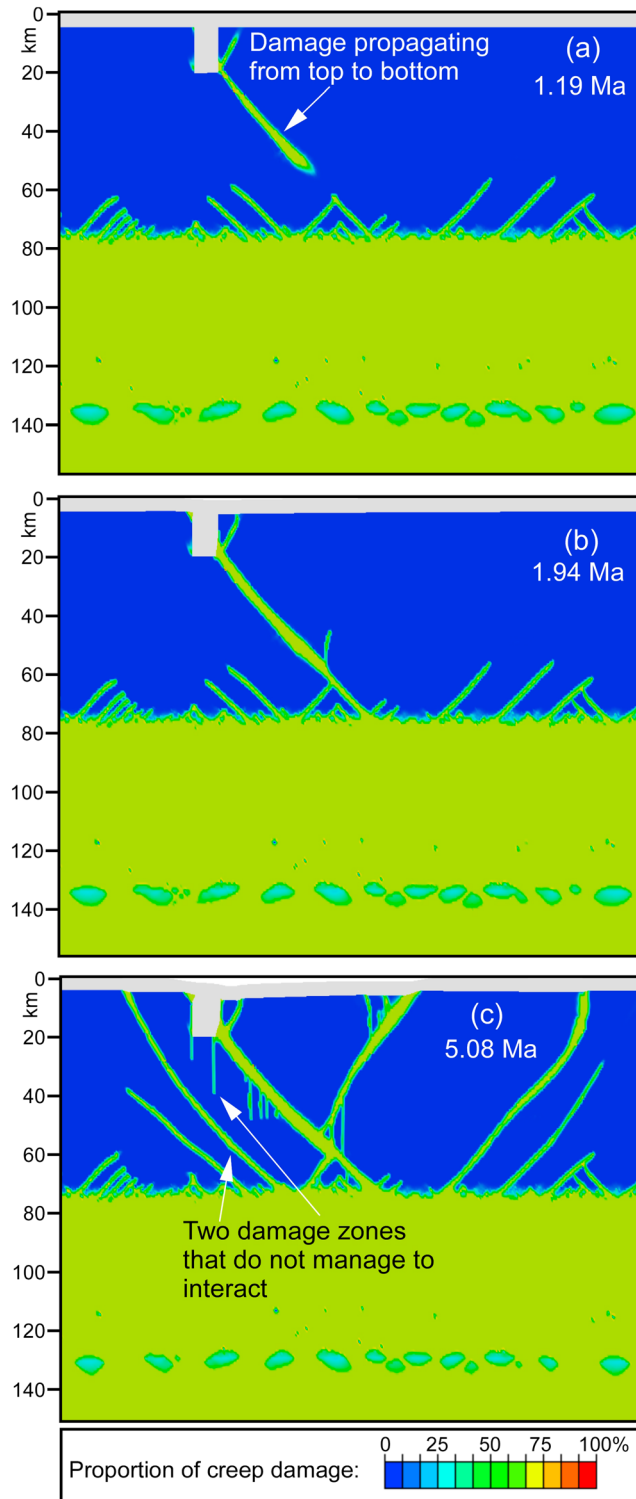 0
km
20
40
60
80
100
120
140
Damage propagating
from top to bottom
(a)
1.19 Ma
0
km
20
40
60
80
100
120
140
(b)
1.94 Ma
0
km
20
40
60
80
100
120
140
(c)
5.08 Ma
Two damage zones
that do not manage to
interact
Proportion of creep damage:
0 25 50 75 100%